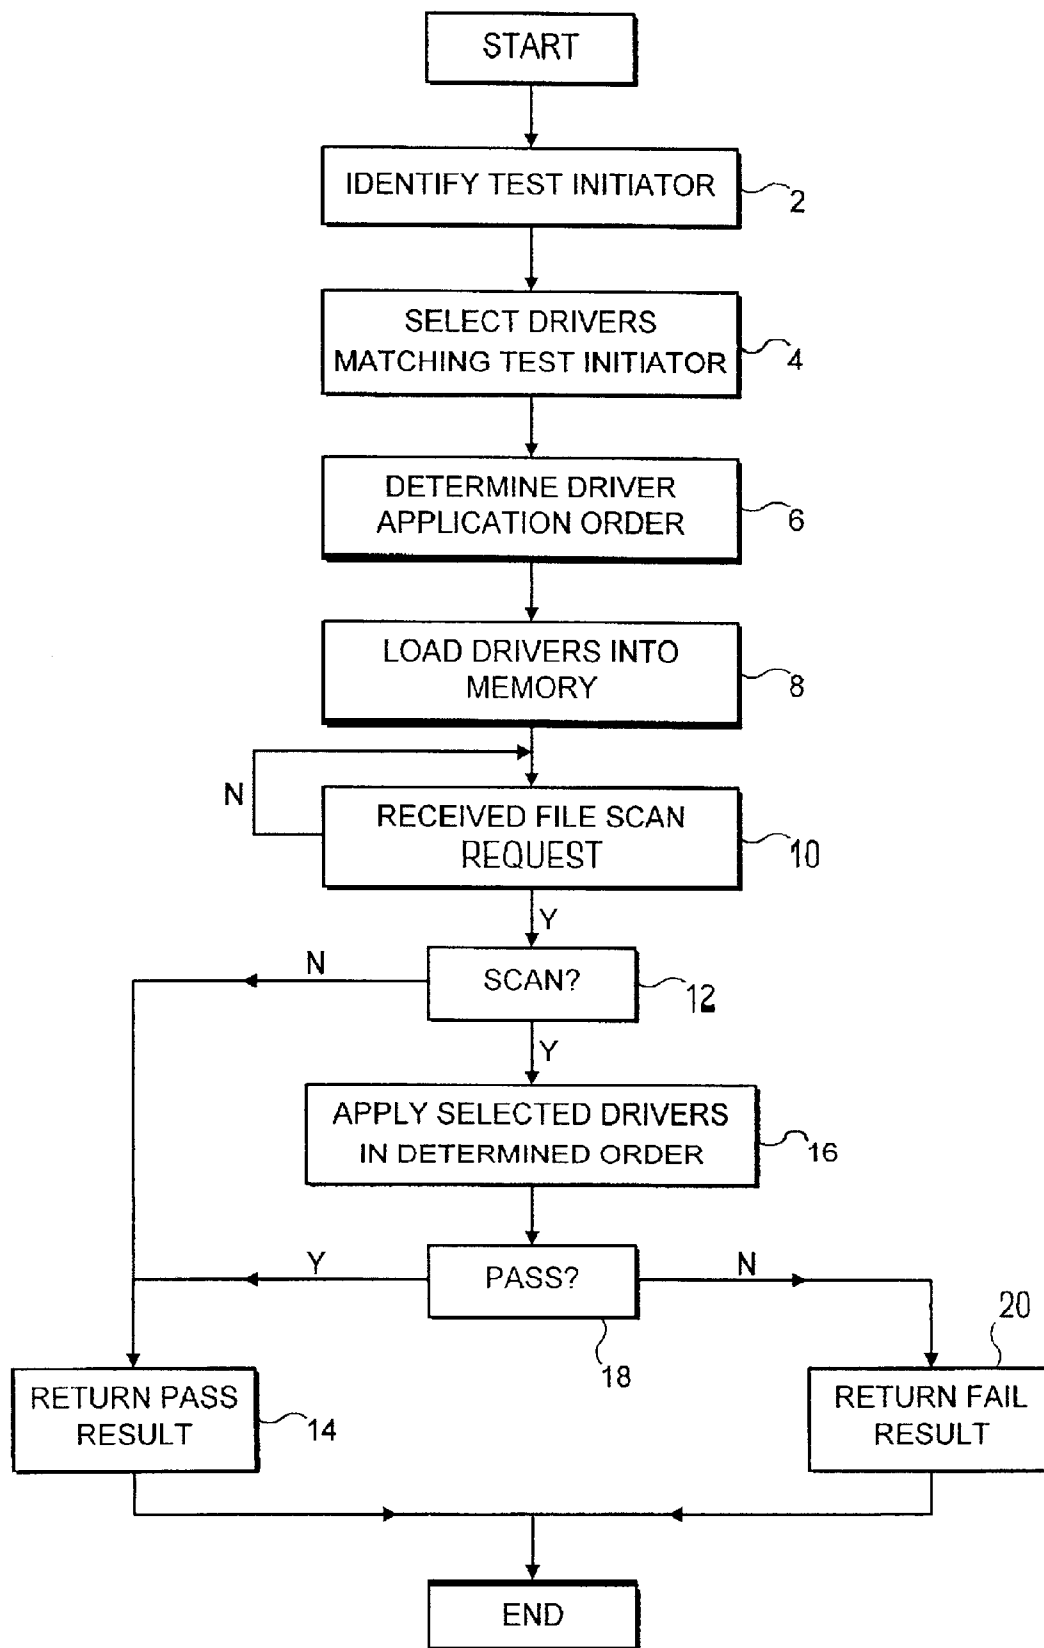 START
IDENTIFY TEST INITIATOR
2
SELECT DRIVERS
MATCHING TEST INITIATOR
4
DETERMINE DRIVER
APPLICATION ORDER
6
LOAD DRIVERS INTO
MEMORY
8
N
RECEIVED FILE SCAN
REQUEST
10
Y
N
SCAN?
12
Y
APPLY SELECTED DRIVERS
IN DETERMINED ORDER
16
Y
PASS?
N
18
20
RETURN PASS
RESULT
14
RETURN FAIL
RESULT
END